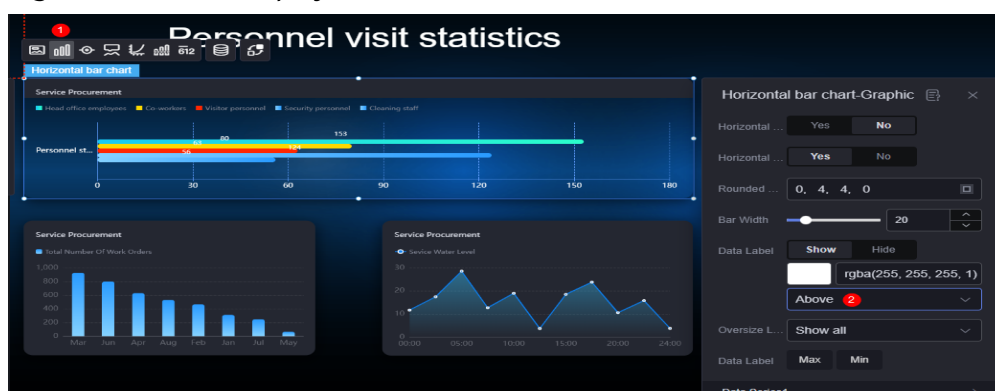 Personnel visit statistics
1
612
Horizontal bar chart
Service Procurement
Head office employees Co-workers Visitor personnel Security personnel Cleaning staff
153
80
63
124
56
Personnel st...
0 30 60 90 120 150 180
Service Procurement
Total Number Of Work Orders
1,000
800
600
400
200
0
Mar Jun Apr Aug Feb Jan Jul May
Service Procurement
Sevice Water Level
30
20
10
0
00:00 05:00 10:00 15:00 20:00 24:00
Horizontal bar chart-Graphic
Horizontal ... Yes No
Horizontal ... Yes No
Rounded ... 0, 4, 4, 0
Bar Width 20
Data Label Show Hide
rgba(255, 255, 255, 1)
Above 2
Oversize L... Show all
Data Label Max Min